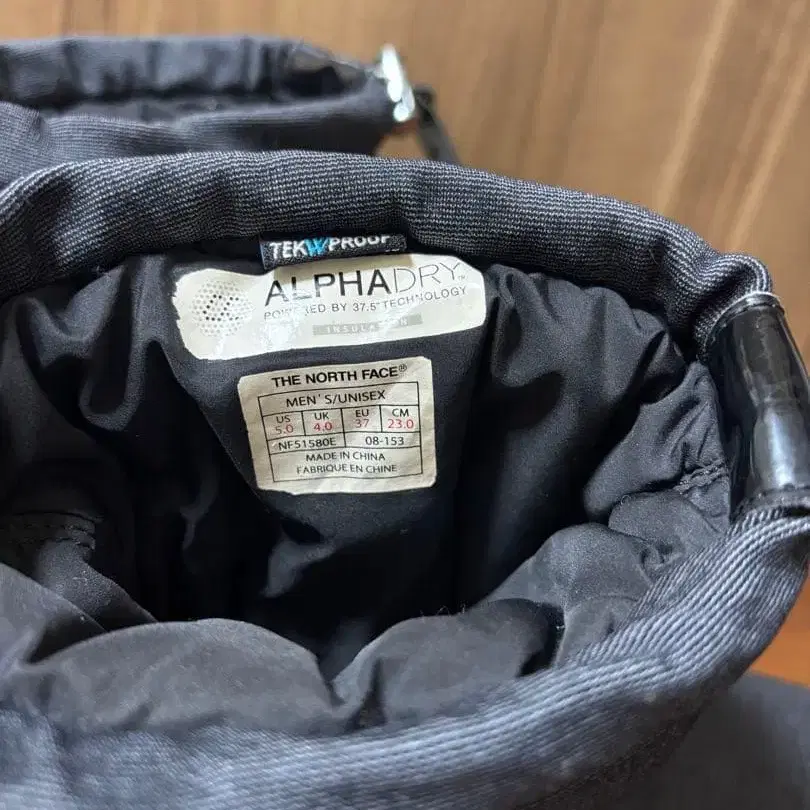 TEKWPROOF
ALPHADRY™
POWERED BY 37.5® TECHNOLOGY
INSULATION
THE NORTH FACE®
MEN'S/UNISEX
US UK EU CM
5.0 4.0 37 23.0
NF51580E 08-153
MADE IN CHINA
FABRIQUE EN CHINE